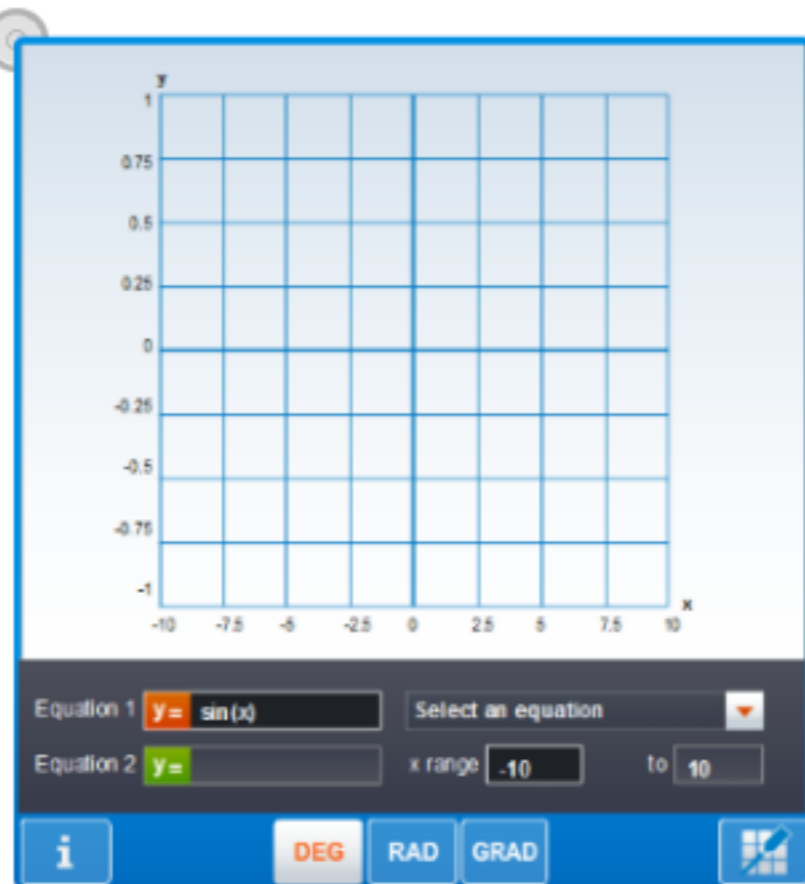 y
1
0.75
0.5
0.25
0
-0.25
-0.5
-0.75
-1
x
-10 -7.5 -5 -2.5 0 2.5 5 7.5 10
Equation 1 y= sin(x) Select an equation
Equation 2 y= x range -10 to 10
i DEG RAD GRAD